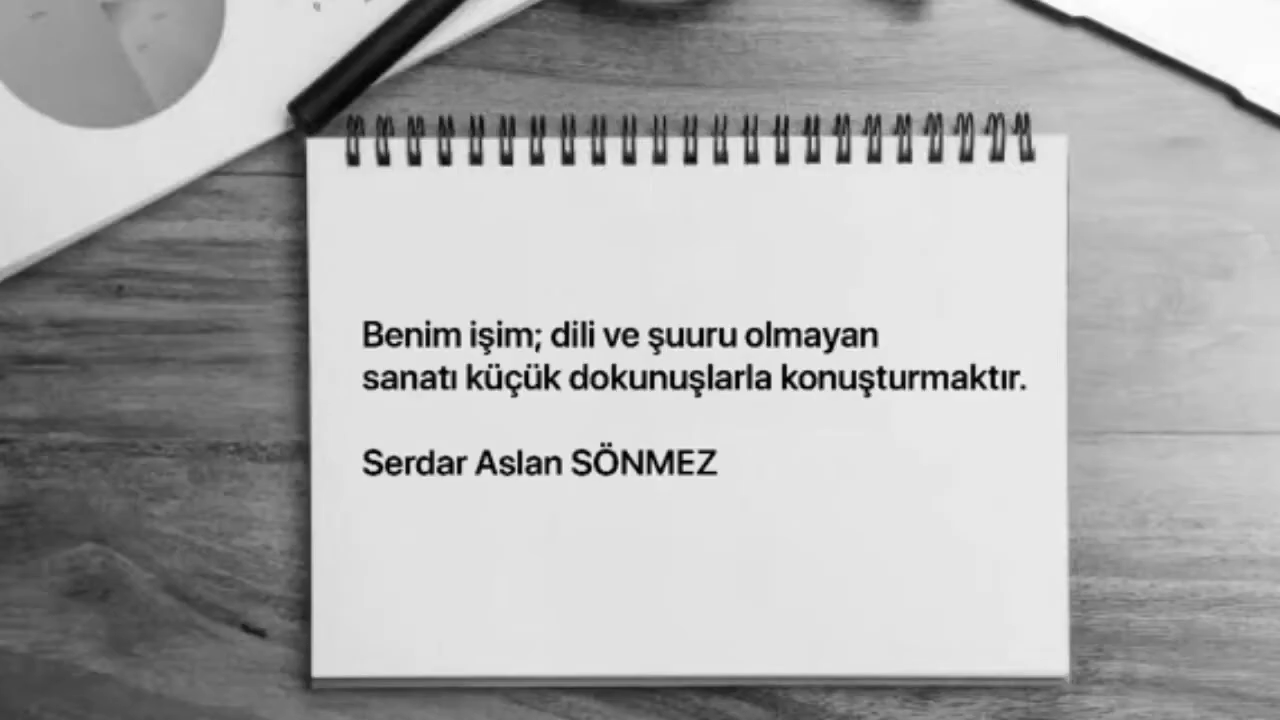 Benim işim; dili ve şuuru olmayan
sanatı küçük dokunuşlarla konuşturmaktır.
Serdar Aslan SÖNMEZ